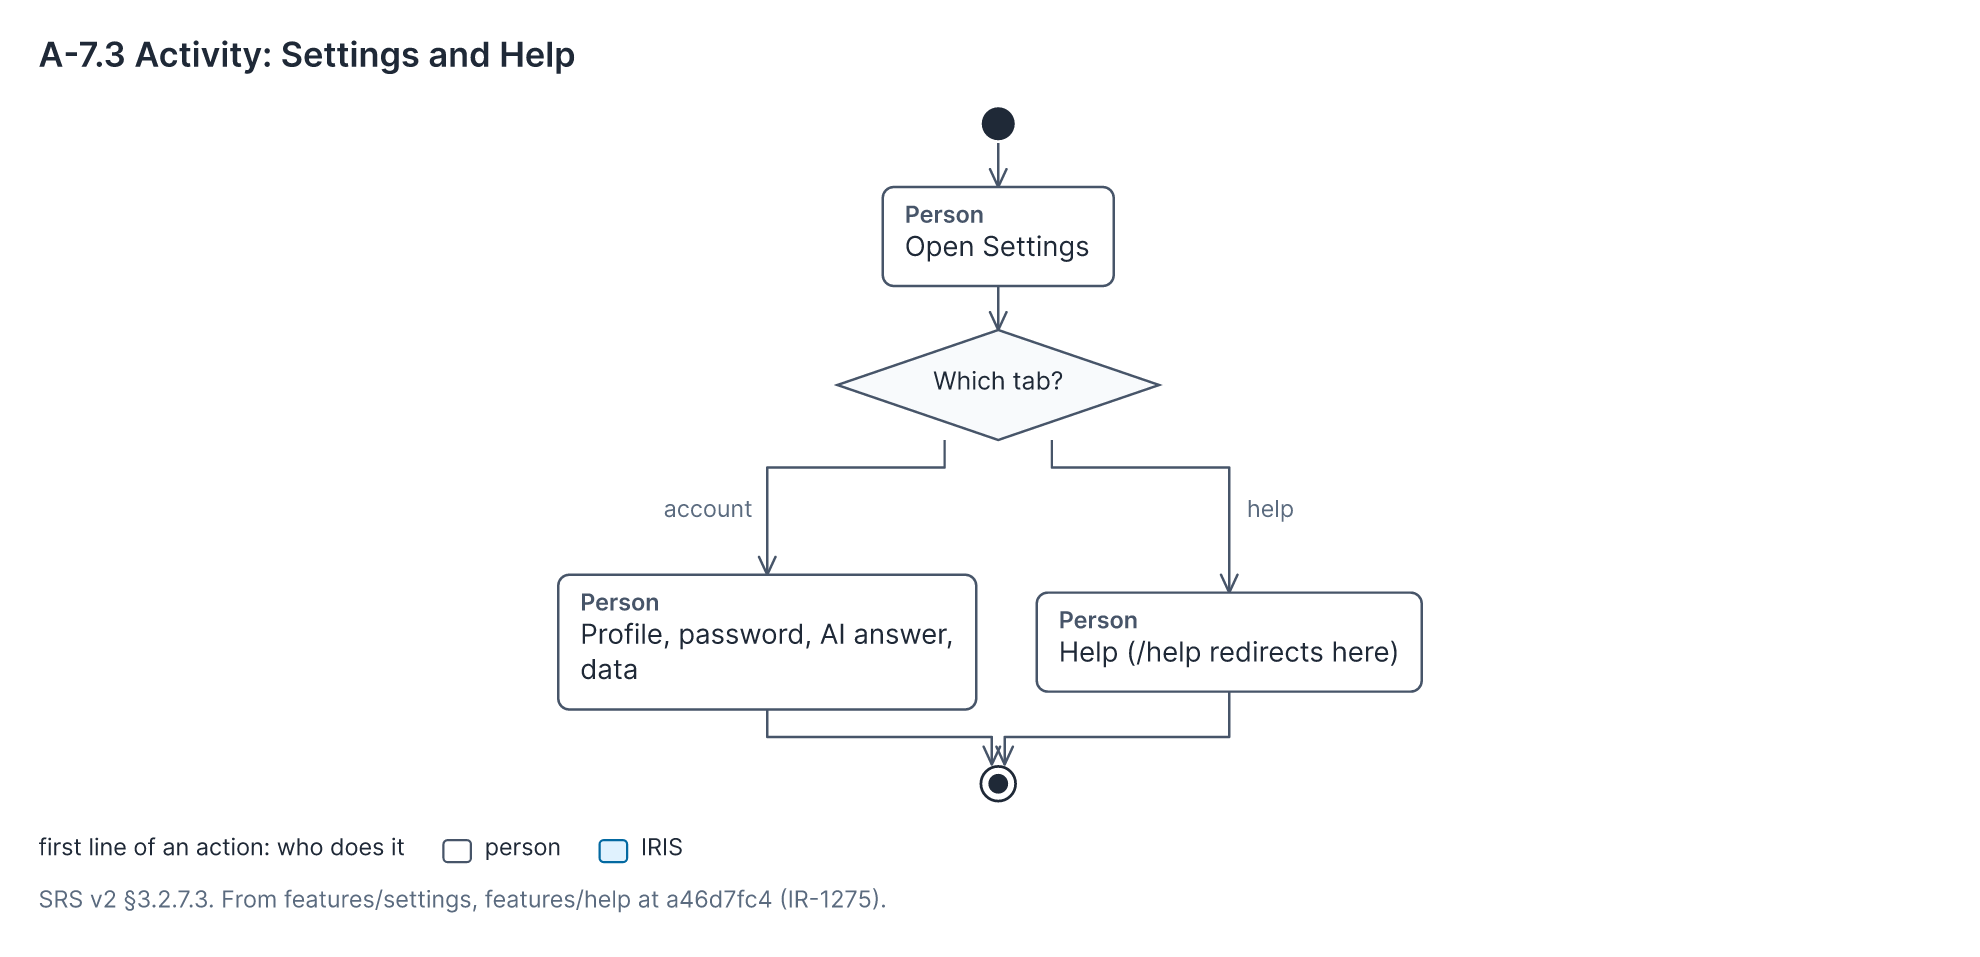 A-7.3 Activity: Settings and Help
Person
Open Settings
Which tab?
account
help
Person
Profile, password, AI answer,
data
Person
Help (/help redirects here)
first line of an action: who does it
person
IRIS
SRS v2 §3.2.7.3. From features/settings, features/help at a46d7fc4 (IR-1275).